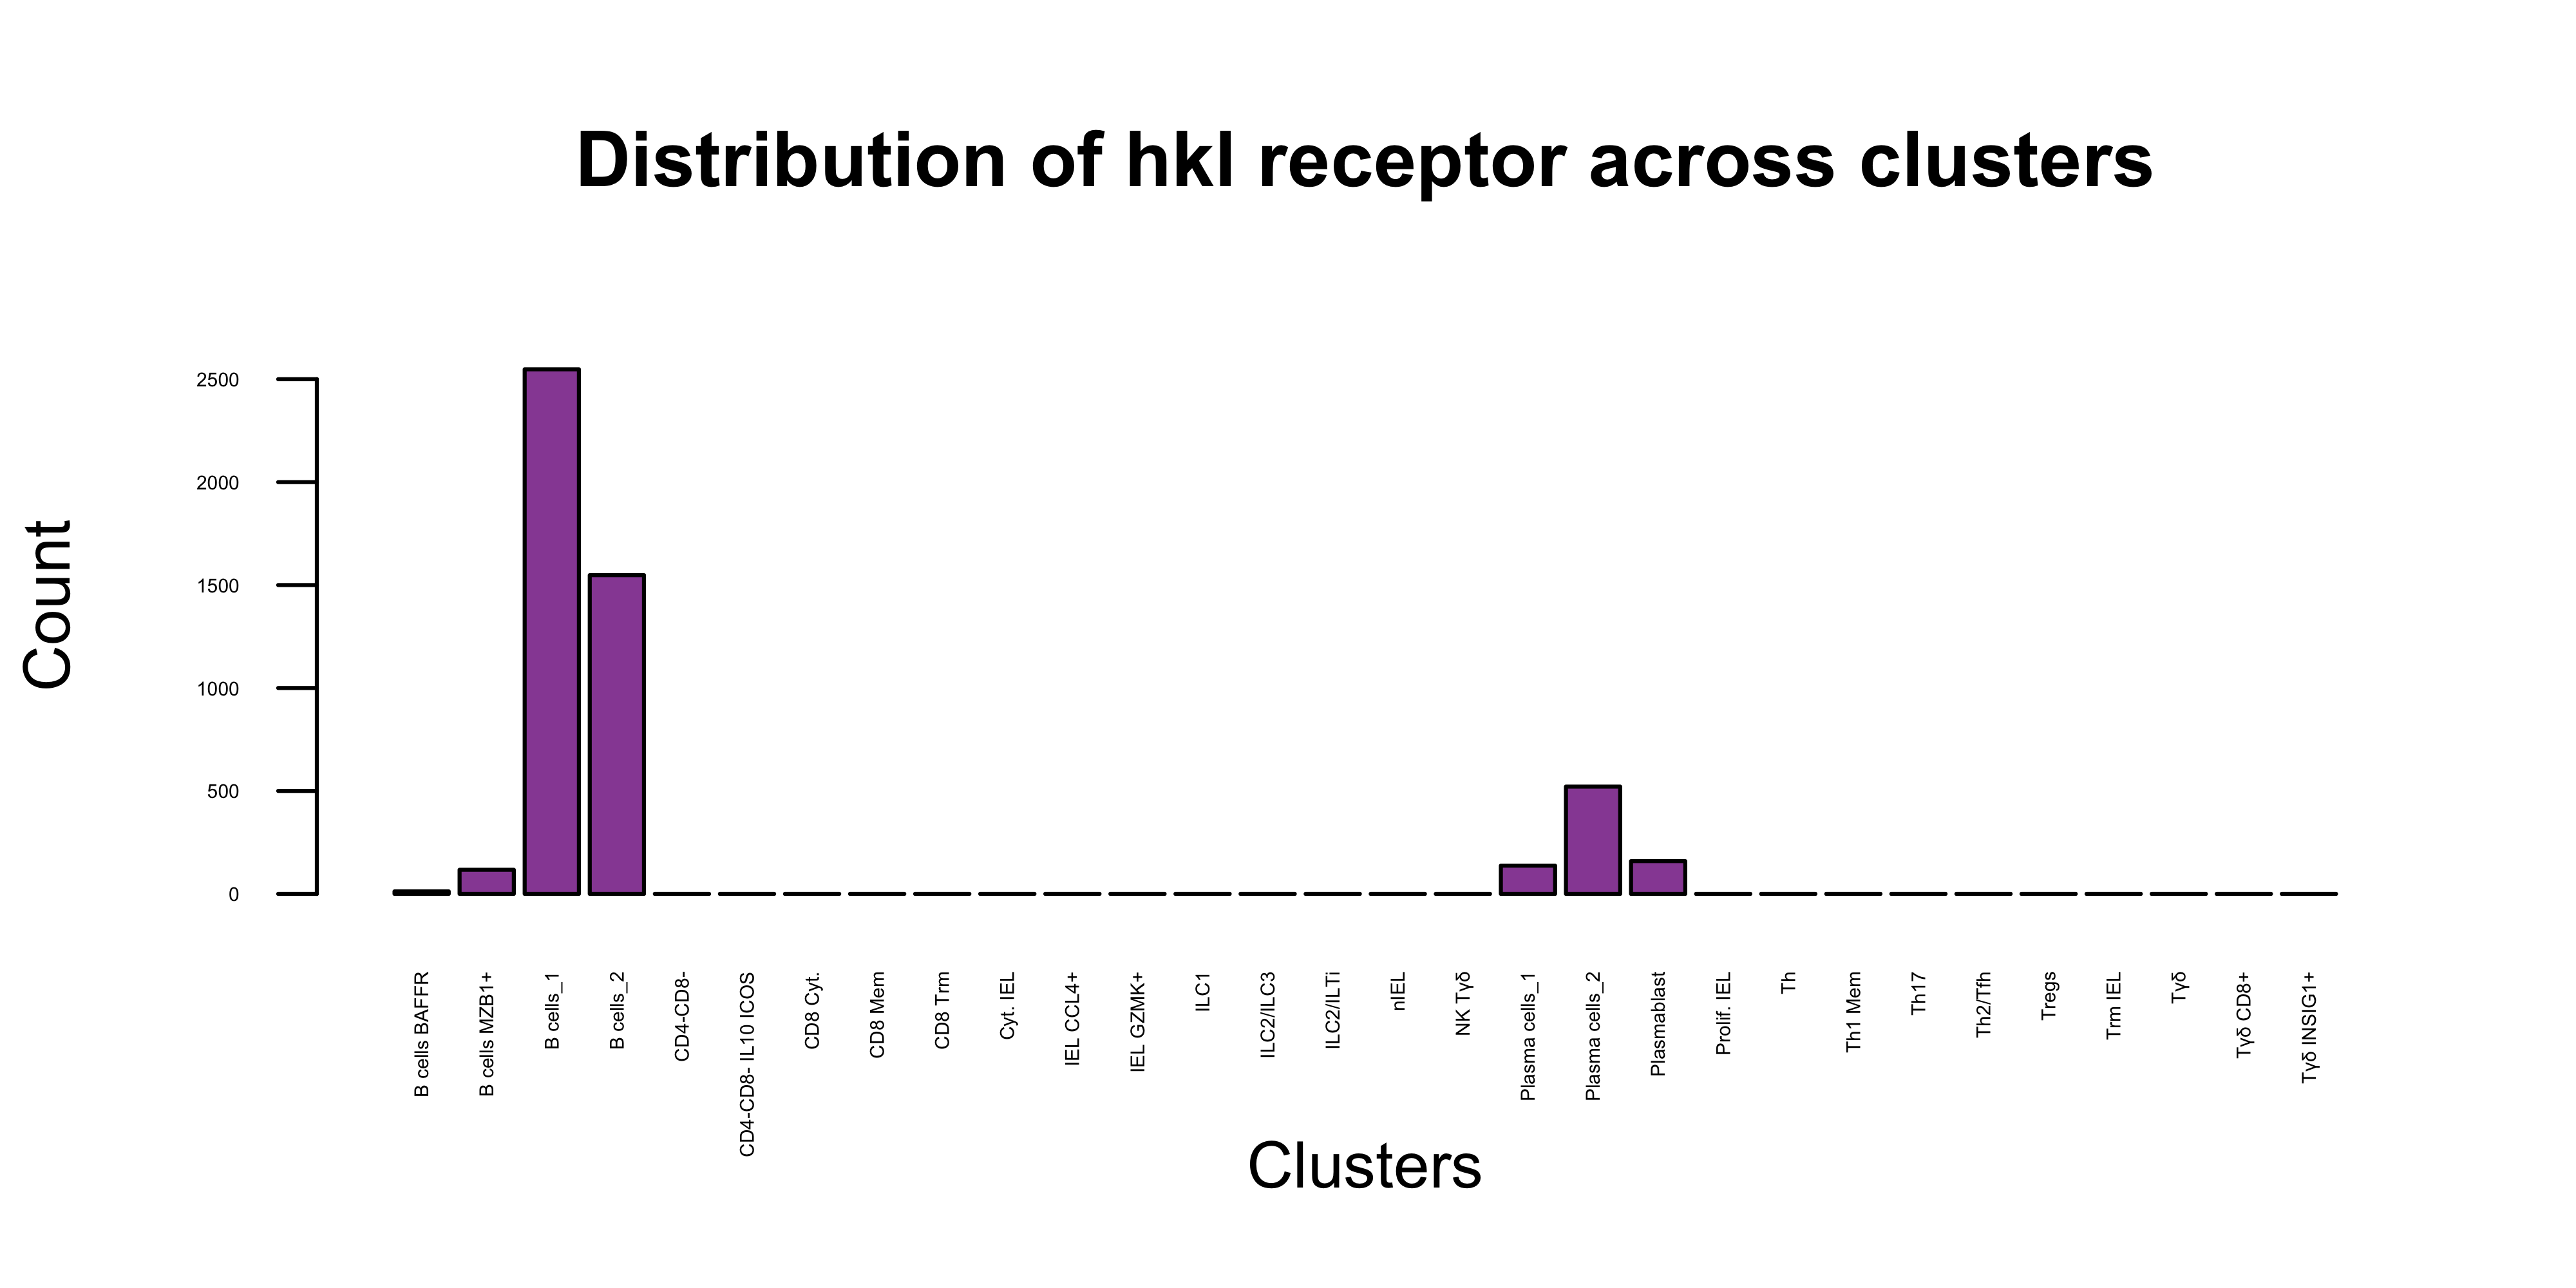 Distribution of hkl receptor across clusters
Count
2500
2000
1500
1000
500
0
B cells BAFFR
B cells MZB1+
B cells_1
B cells_2
CD4-CD8-
CD4-CD8- IL10 ICOS
CD8 Cyt.
CD8 Mem
CD8 Trm
Cyt. IEL
IEL CCL4+
IEL GZMK+
ILC1
ILC2/ILC3
ILC2/ILTi
nIEL
NK Tγδ
Plasma cells_1
Plasma cells_2
Plasmablast
Prolif. IEL
Th
Th1 Mem
Th17
Th2/Tfh
Tregs
Trm IEL
Tγδ
Tγδ CD8+
Tγδ INSIG1+
Clusters